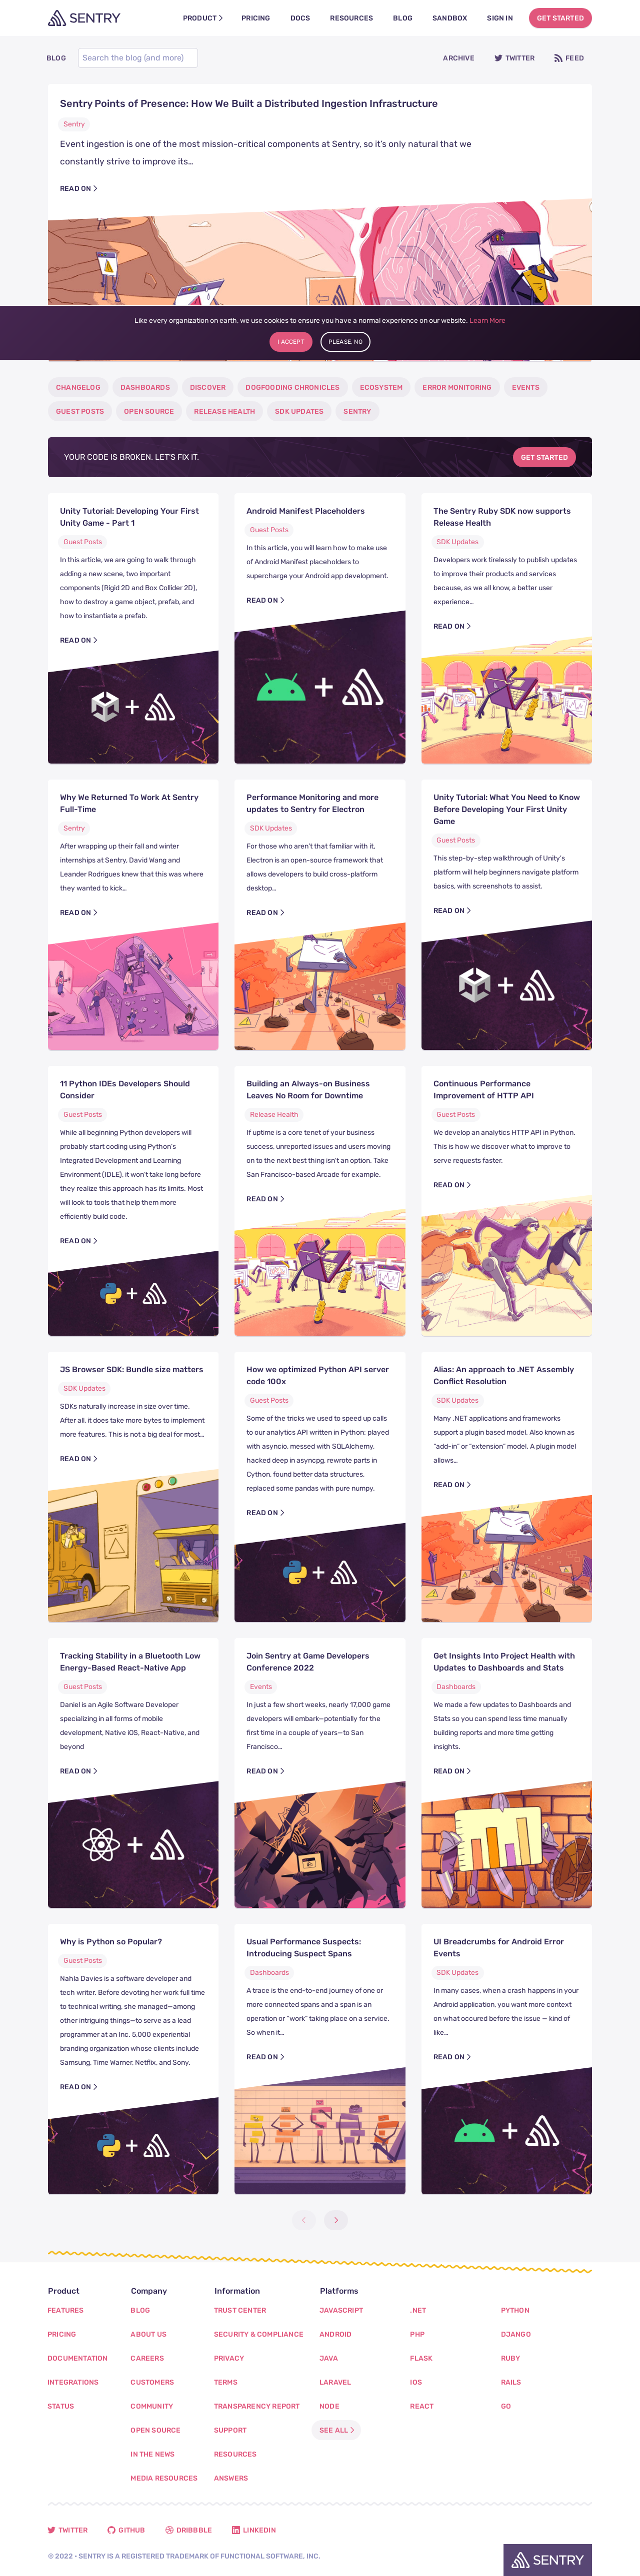 SENTRY
PRODUCT
PRICING
DOCS
RESOURCES
BLOG
SANDBOX
SIGN IN
GET STARTED
BLOG
Search the blog (and more)
ARCHIVE
TWITTER
FEED
Sentry Points of Presence: How We Built a Distributed Ingestion Infrastructure
Sentry
Event ingestion is one of the most mission-critical components at Sentry, so it's only natural that we
constantly strive to improve its…
READ ON
Like every organization on earth, we use cookies to ensure you have a normal experience on our website. Learn More
I ACCEPT
PLEASE, NO
CHANGELOG
DASHBOARDS
DISCOVER
DOGFOODING CHRONICLES
ECOSYSTEM
ERROR MONITORING
EVENTS
GUEST POSTS
OPEN SOURCE
RELEASE HEALTH
SDK UPDATES
SENTRY
YOUR CODE IS BROKEN. LET'S FIX IT.
GET STARTED
Unity Tutorial: Developing Your First
Unity Game - Part 1
Guest Posts
In this article, we are going to walk through
adding a new scene, two important
components (Rigid 2D and Box Collider 2D),
how to destroy a game object, prefab, and
how to instantiate a prefab.
READ ON
Android Manifest Placeholders
Guest Posts
In this article, you will learn how to make use
of Android Manifest placeholders to
supercharge your Android app development.
READ ON
The Sentry Ruby SDK now supports
Release Health
SDK Updates
Developers work tirelessly to publish updates
to improve their products and services
because, as we all know, a better user
experience…
READ ON
Why We Returned To Work At Sentry
Full-Time
Sentry
After wrapping up their fall and winter
internships at Sentry, David Wang and
Leander Rodrigues knew that this was where
they wanted to kick…
READ ON
Performance Monitoring and more
updates to Sentry for Electron
SDK Updates
For those who aren't that familiar with it,
Electron is an open-source framework that
allows developers to build cross-platform
desktop…
READ ON
Unity Tutorial: What You Need to Know
Before Developing Your First Unity
Game
Guest Posts
This step-by-step walkthrough of Unity's
platform will help beginners navigate platform
basics, with screenshots to assist.
READ ON
11 Python IDEs Developers Should
Consider
Guest Posts
While all beginning Python developers will
probably start coding using Python's
Integrated Development and Learning
Environment (IDLE), it won't take long before
they realize this approach has its limits. Most
will look to tools that help them more
efficiently build code.
READ ON
Building an Always-on Business
Leaves No Room for Downtime
Release Health
If uptime is a core tenet of your business
success, unreported issues and users moving
on to the next best thing isn't an option. Take
San Francisco-based Arcade for example.
READ ON
Continuous Performance
Improvement of HTTP API
Guest Posts
We develop an analytics HTTP API in Python.
This is how we discover what to improve to
serve requests faster.
READ ON
JS Browser SDK: Bundle size matters
SDK Updates
SDKs naturally increase in size over time.
After all, it does take more bytes to implement
more features. This is not a big deal for most…
READ ON
How we optimized Python API server
code 100x
Guest Posts
Some of the tricks we used to speed up calls
to our analytics API written in Python: played
with asyncio, messed with SQLAlchemy,
hacked deep in asyncpg, rewrote parts in
Cython, found better data structures,
replaced some pandas with pure numpy.
READ ON
Alias: An approach to .NET Assembly
Conflict Resolution
SDK Updates
Many .NET applications and frameworks
support a plugin based model. Also known as
"add-in" or "extension" model. A plugin model
allows…
READ ON
Tracking Stability in a Bluetooth Low
Energy-Based React-Native App
Guest Posts
Daniel is an Agile Software Developer
specializing in all forms of mobile
development, Native iOS, React-Native, and
beyond
READ ON
Join Sentry at Game Developers
Conference 2022
Events
In just a few short weeks, nearly 17,000 game
developers will embark—potentially for the
first time in a couple of years—to San
Francisco…
READ ON
Get Insights Into Project Health with
Updates to Dashboards and Stats
Dashboards
We made a few updates to Dashboards and
Stats so you can spend less time manually
building reports and more time getting
insights.
READ ON
Why is Python so Popular?
Guest Posts
Nahla Davies is a software developer and
tech writer. Before devoting her work full time
to technical writing, she managed—among
other intriguing things—to serve as a lead
programmer at an Inc. 5,000 experiential
branding organization whose clients include
Samsung, Time Warner, Netflix, and Sony.
READ ON
Usual Performance Suspects:
Introducing Suspect Spans
Dashboards
A trace is the end-to-end journey of one or
more connected spans and a span is an
operation or "work" taking place on a service.
So when it…
READ ON
UI Breadcrumbs for Android Error
Events
SDK Updates
In many cases, when a crash happens in your
Android application, you want more context
on what occured before the issue — kind of
like…
READ ON
Product
FEATURES
PRICING
DOCUMENTATION
INTEGRATIONS
STATUS
Company
BLOG
ABOUT US
CAREERS
CUSTOMERS
COMMUNITY
OPEN SOURCE
IN THE NEWS
MEDIA RESOURCES
Information
TRUST CENTER
SECURITY & COMPLIANCE
PRIVACY
TERMS
TRANSPARENCY REPORT
SUPPORT
RESOURCES
ANSWERS
Platforms
JAVASCRIPT
ANDROID
JAVA
LARAVEL
NODE
SEE ALL
.NET
PHP
FLASK
IOS
REACT
PYTHON
DJANGO
RUBY
RAILS
GO
TWITTER
GITHUB
DRIBBBLE
LINKEDIN
© 2022 • SENTRY IS A REGISTERED TRADEMARK OF FUNCTIONAL SOFTWARE, INC.
SENTRY